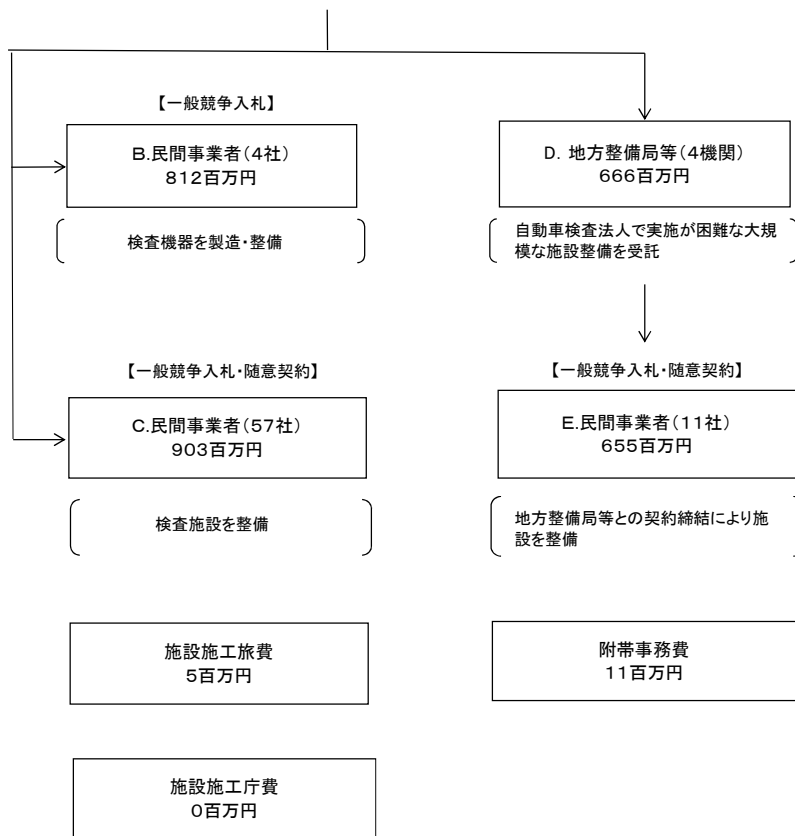 【一般競争入札】
B.民間事業者(4社)
812百万円
検査機器を製造・整備
D. 地方整備局等(4機関)
666百万円
自動車検査法人で実施が困難な大規
模な施設整備を受託
【一般競争入札・随意契約】
C.民間事業者(57社)
903百万円
検査施設を整備
【一般競争入札・随意契約】
E.民間事業者(11社)
655百万円
地方整備局等との契約締結により施
設を整備
施設施工旅費
5百万円
附帯事務費
11百万円
施設施工庁費
0百万円